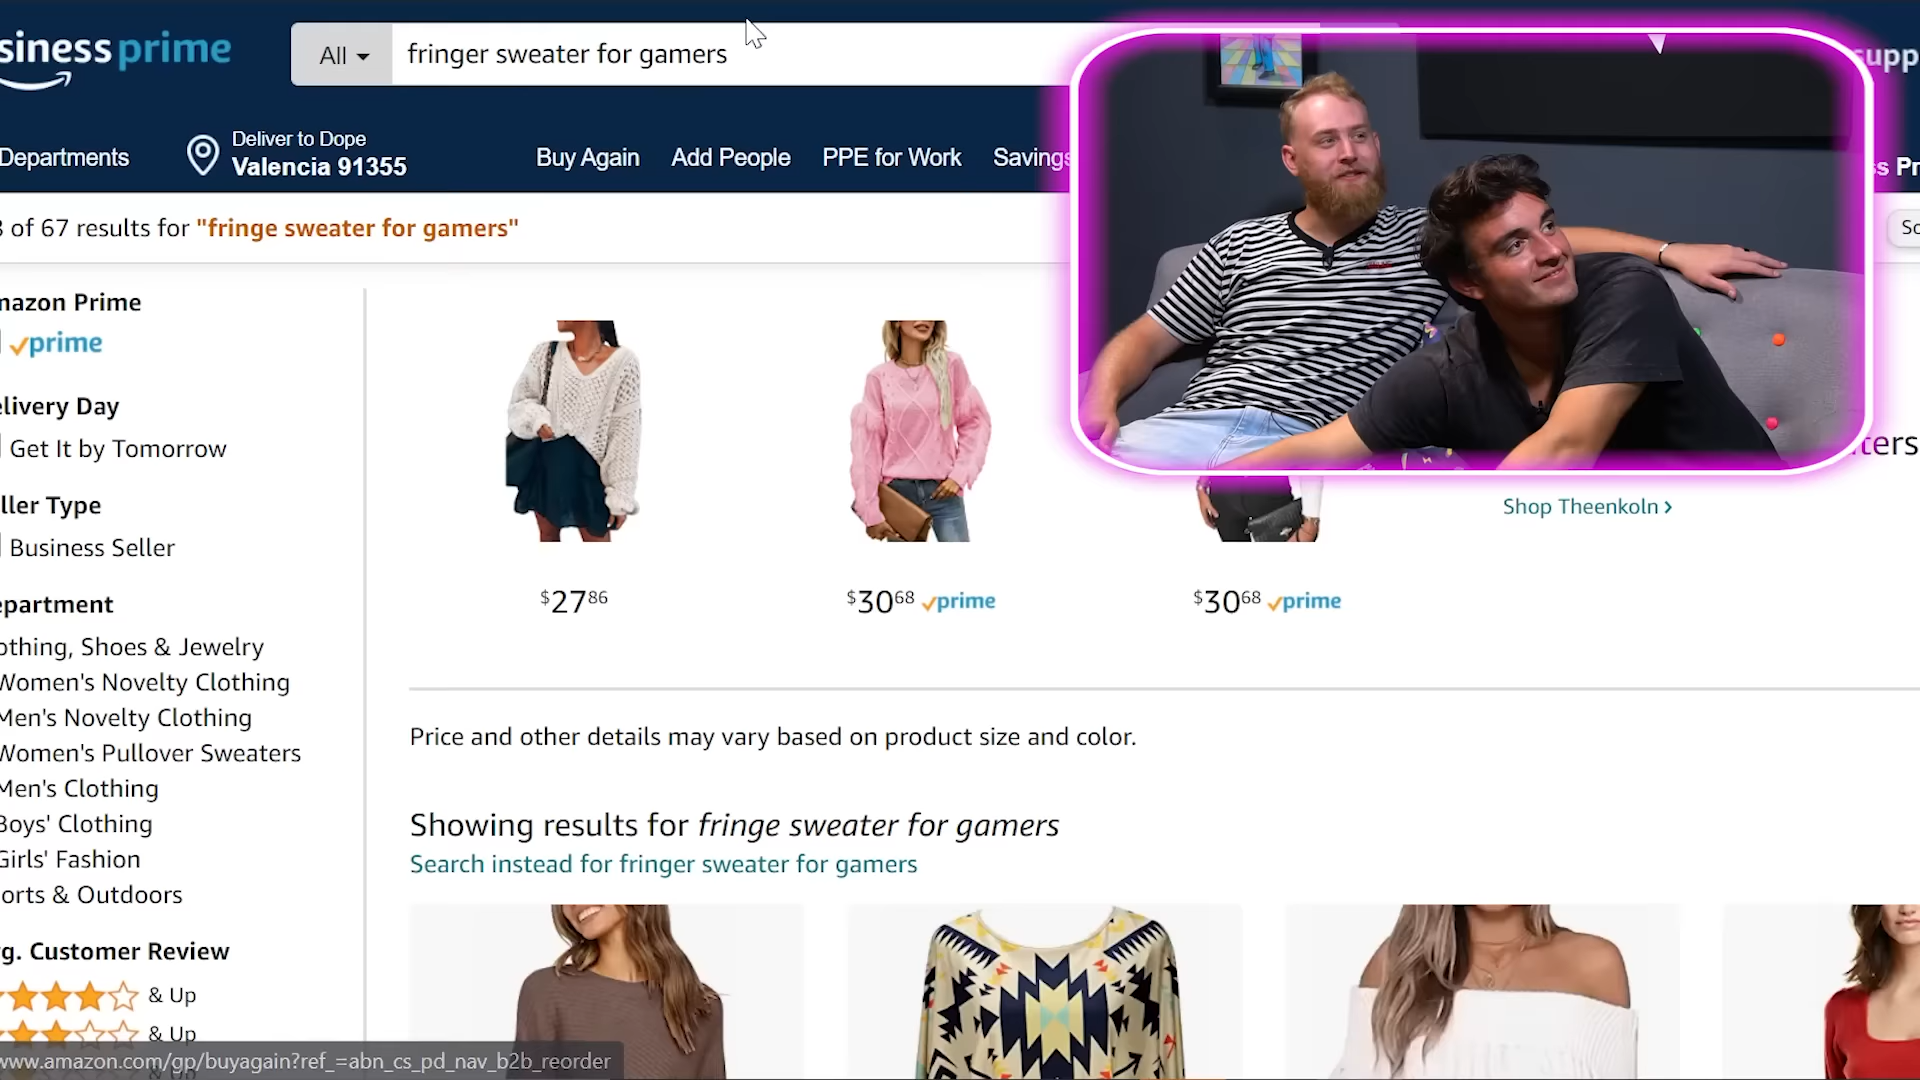 siness prime
All
fringer sweater for gamers
supp
Departments
Deliver to Dope
Valencia 91355
Buy Again
Add People
PPE for Work
Savings
ss Pr
of 67 results for "fringe sweater for gamers"
So
mazon Prime
prime
elivery Day
Get It by Tomorrow
ller Type
Business Seller
epartment
othing, Shoes & Jewelry
Women's Novelty Clothing
Men's Novelty Clothing
Women's Pullover Sweaters
Men's Clothing
Boys' Clothing
Girls' Fashion
orts & Outdoors
g. Customer Review
& Up
& Up
& Up
ters
Shop Theenkoln ›
$27 86
$30 68 prime
$30 68 prime
Price and other details may vary based on product size and color.
Showing results for fringe sweater for gamers
Search instead for fringer sweater for gamers
www.amazon.com/gp/buyagain?ref_=abn_cs_pd_nav_b2b_reorder